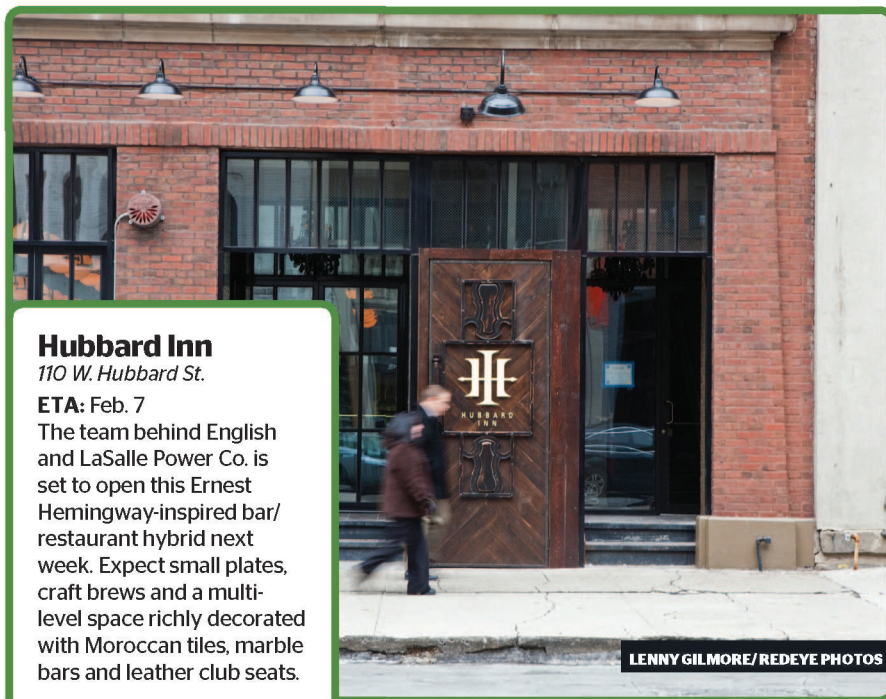 Hubbard Inn
110 W. Hubbard St.
ETA: Feb. 7
The team behind English
and LaSalle Power Co. is
set to open this Ernest
Hemingway-inspired bar/
restaurant hybrid next
week. Expect small plates,
craft brews and a multi-
level space richly decorated
with Moroccan tiles, marble
bars and leather club seats.
HI
HUBBARD
INN
LENNY GILMORE/REDEYE PHOTOS